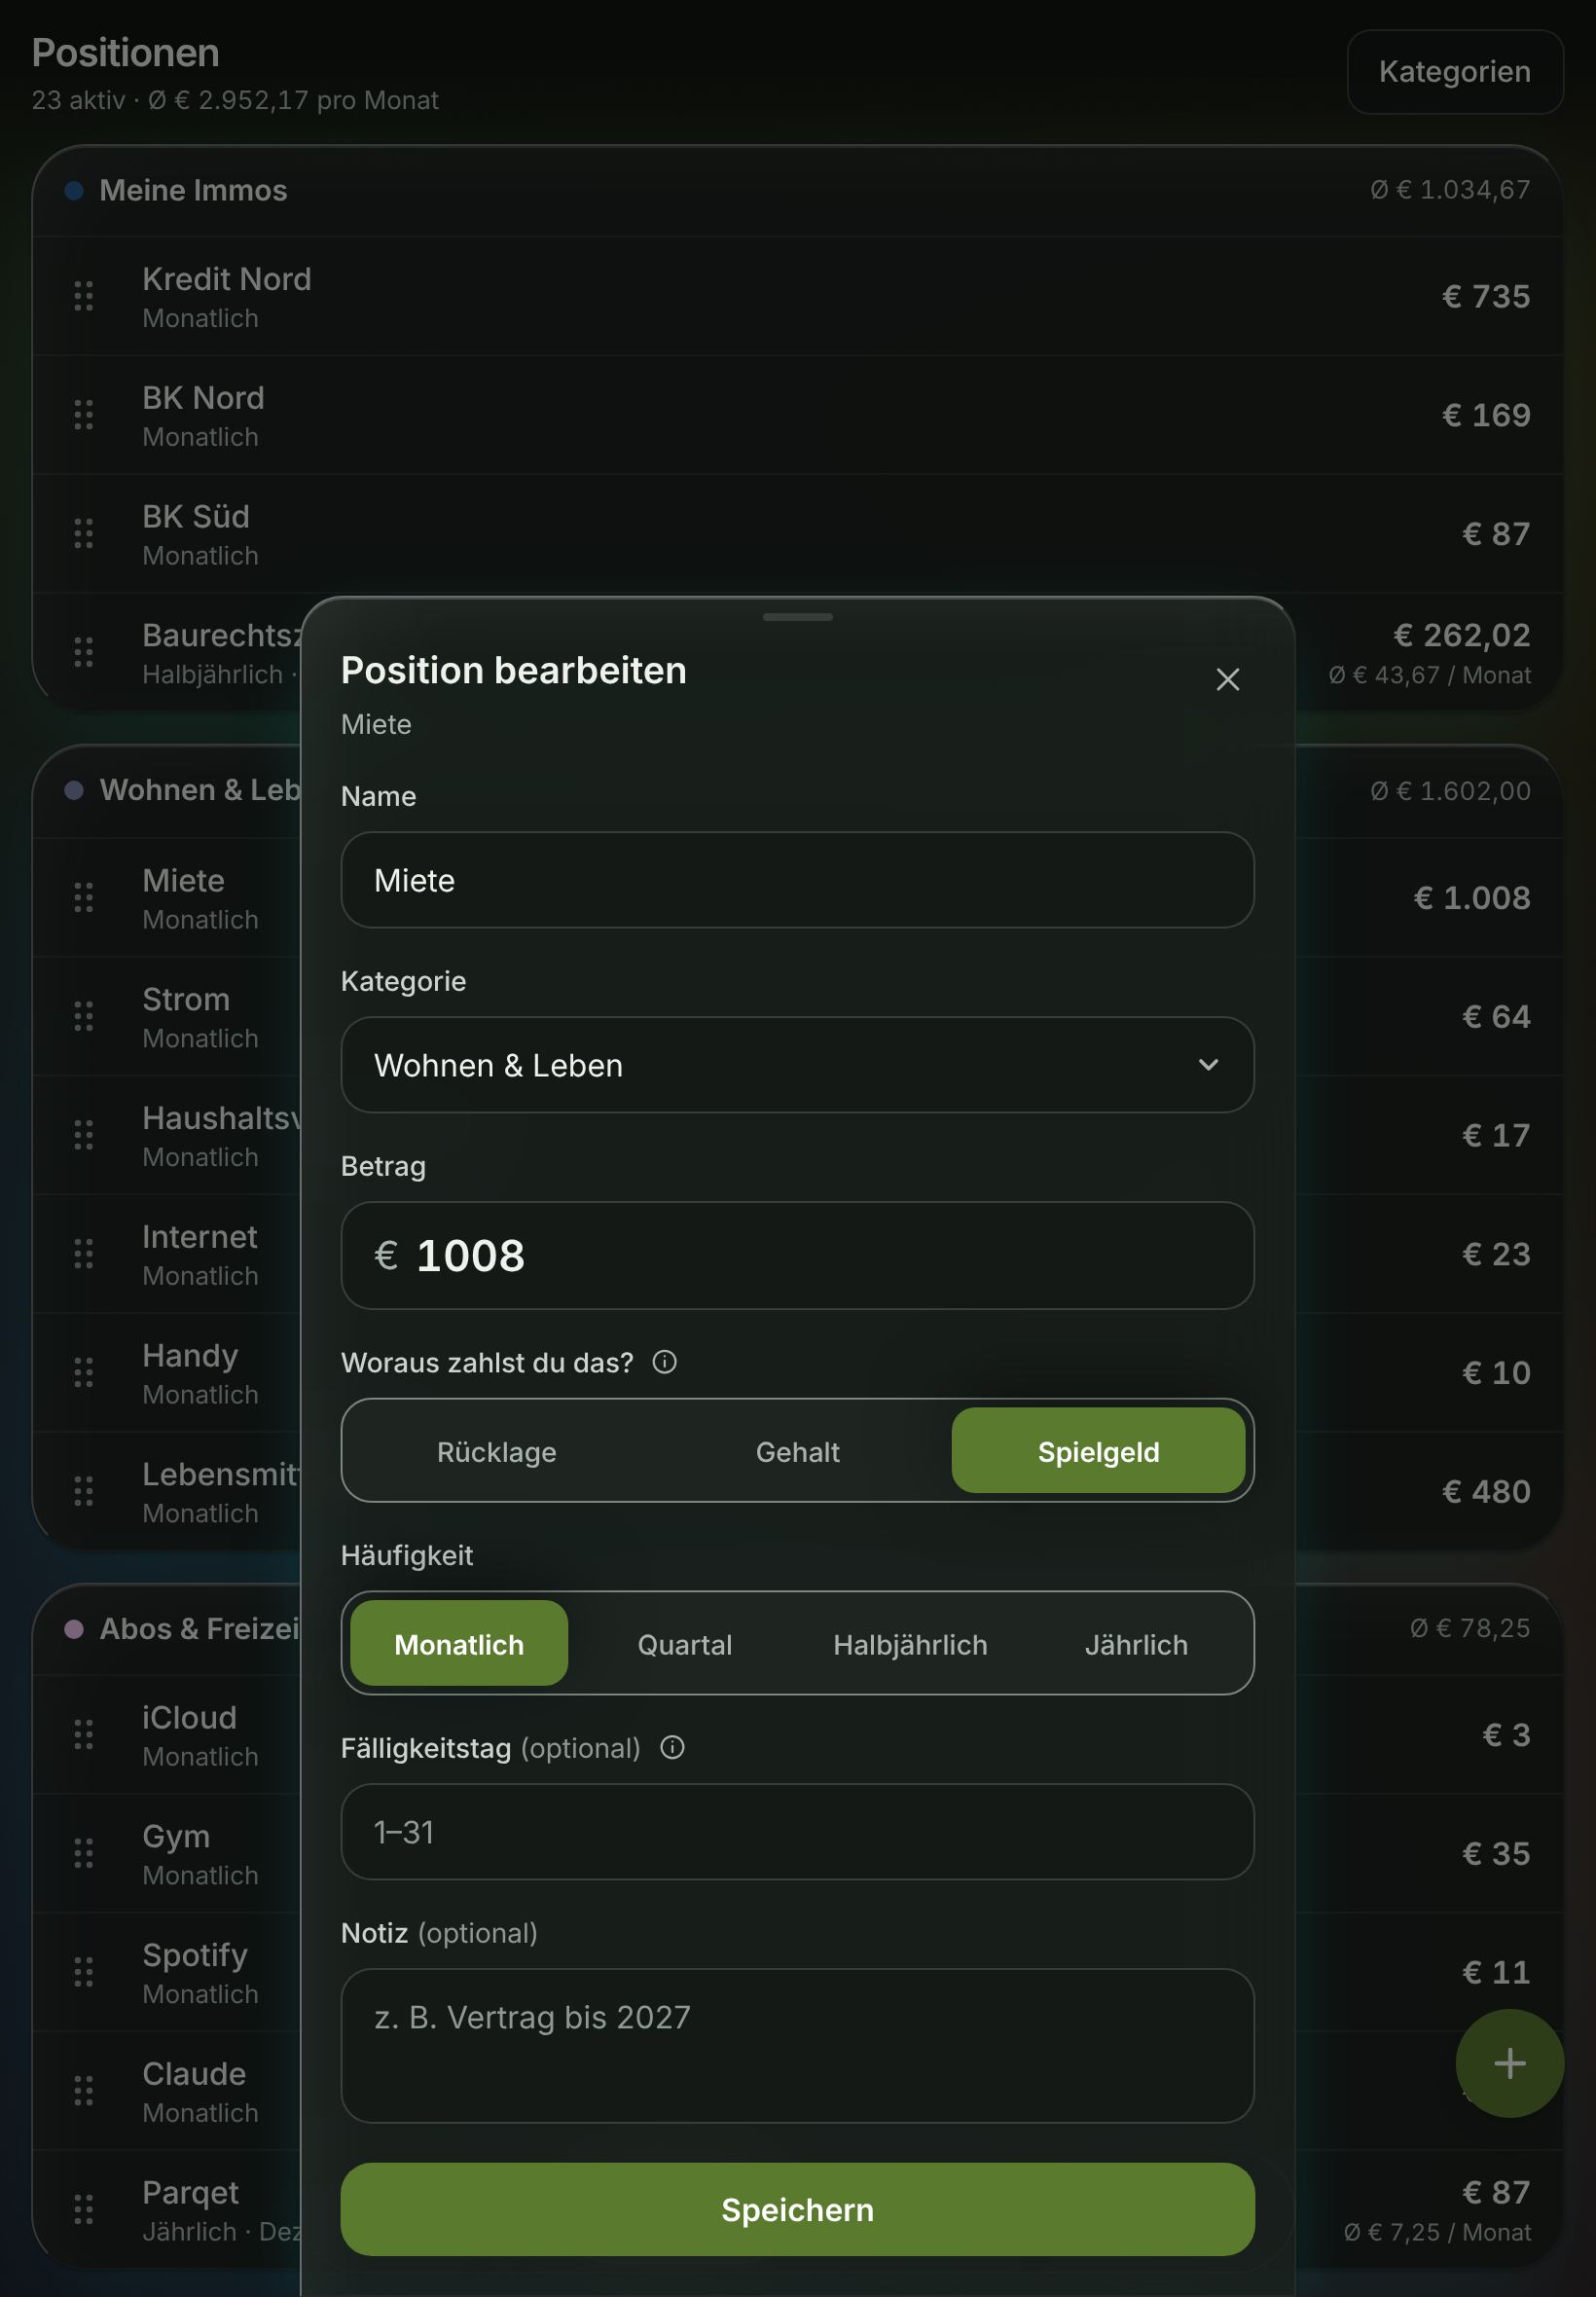 Positionen
23 aktiv · Ø € 2.952,17 pro Monat
Kategorien
Meine Immos
Ø € 1.034,67
Kredit Nord
Monatlich
€ 735
BK Nord
Monatlich
€ 169
BK Süd
Monatlich
€ 87
Halbjährlich ·
€ 262,02
Ø € 43,67 / Monat
Wohnen &
Ø € 1.602,00
Miete
Monatlich
€ 1.008
Strom
Monatlich
€ 64
Monatlich
€ 17
Internet
Monatlich
€ 23
Handy
Monatlich
€ 10
Monatlich
€ 480
Abos &
Ø € 78,25
iCloud
Monatlich
€ 3
Gym
Monatlich
€ 35
Spotify
Monatlich
€ 11
Claude
Monatlich
Parqet
Jährlich ·
€ 87
Ø € 7,25 / Monat
Position bearbeiten
Miete
Name
Miete
Kategorie
Wohnen & Leben
Betrag
€ 1008
Woraus zahlst du das?
Rücklage Gehalt Spielgeld
Häufigkeit
Monatlich Quartal Halbjährlich Jährlich
Fälligkeitstag (optional)
1–31
Notiz (optional)
z. B. Vertrag bis 2027
Speichern